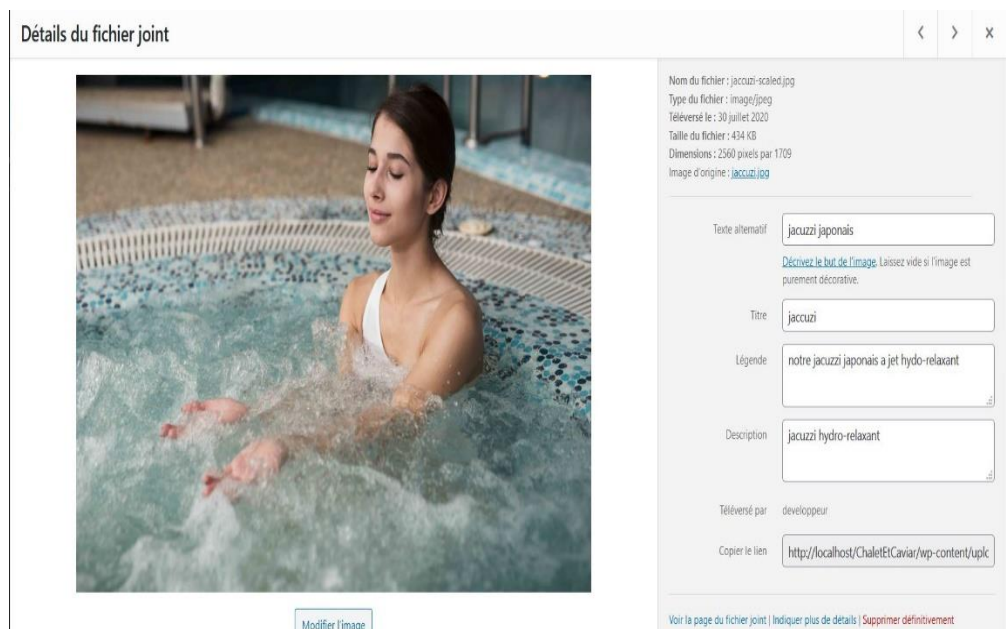 Détails du fichier joint
Nom du fichier : jaccuzi-scaled.jpg
Type du fichier : image/jpeg
Téléversé le : 30 juillet 2020
Taille du fichier : 434 KB
Dimensions : 2560 pixels par 1709
Image d'origine : jaccuzi.jpg
Texte alternatif
jacuzzi japonais
Décrivez le but de l'image. Laissez vide si l'image est
purement décorative.
Titre
jaccuzi
Légende
notre jacuzzi japonais a jet hydo-relaxant
Description
jacuzzi hydro-relaxant
Téléversé par
developpeur
Copier le lien
http://localhost/ChaletEtCaviar/wp-content/uplc
Modifier l'image
Voir la page du fichier joint | Indiquer plus de détails | Supprimer définitivement